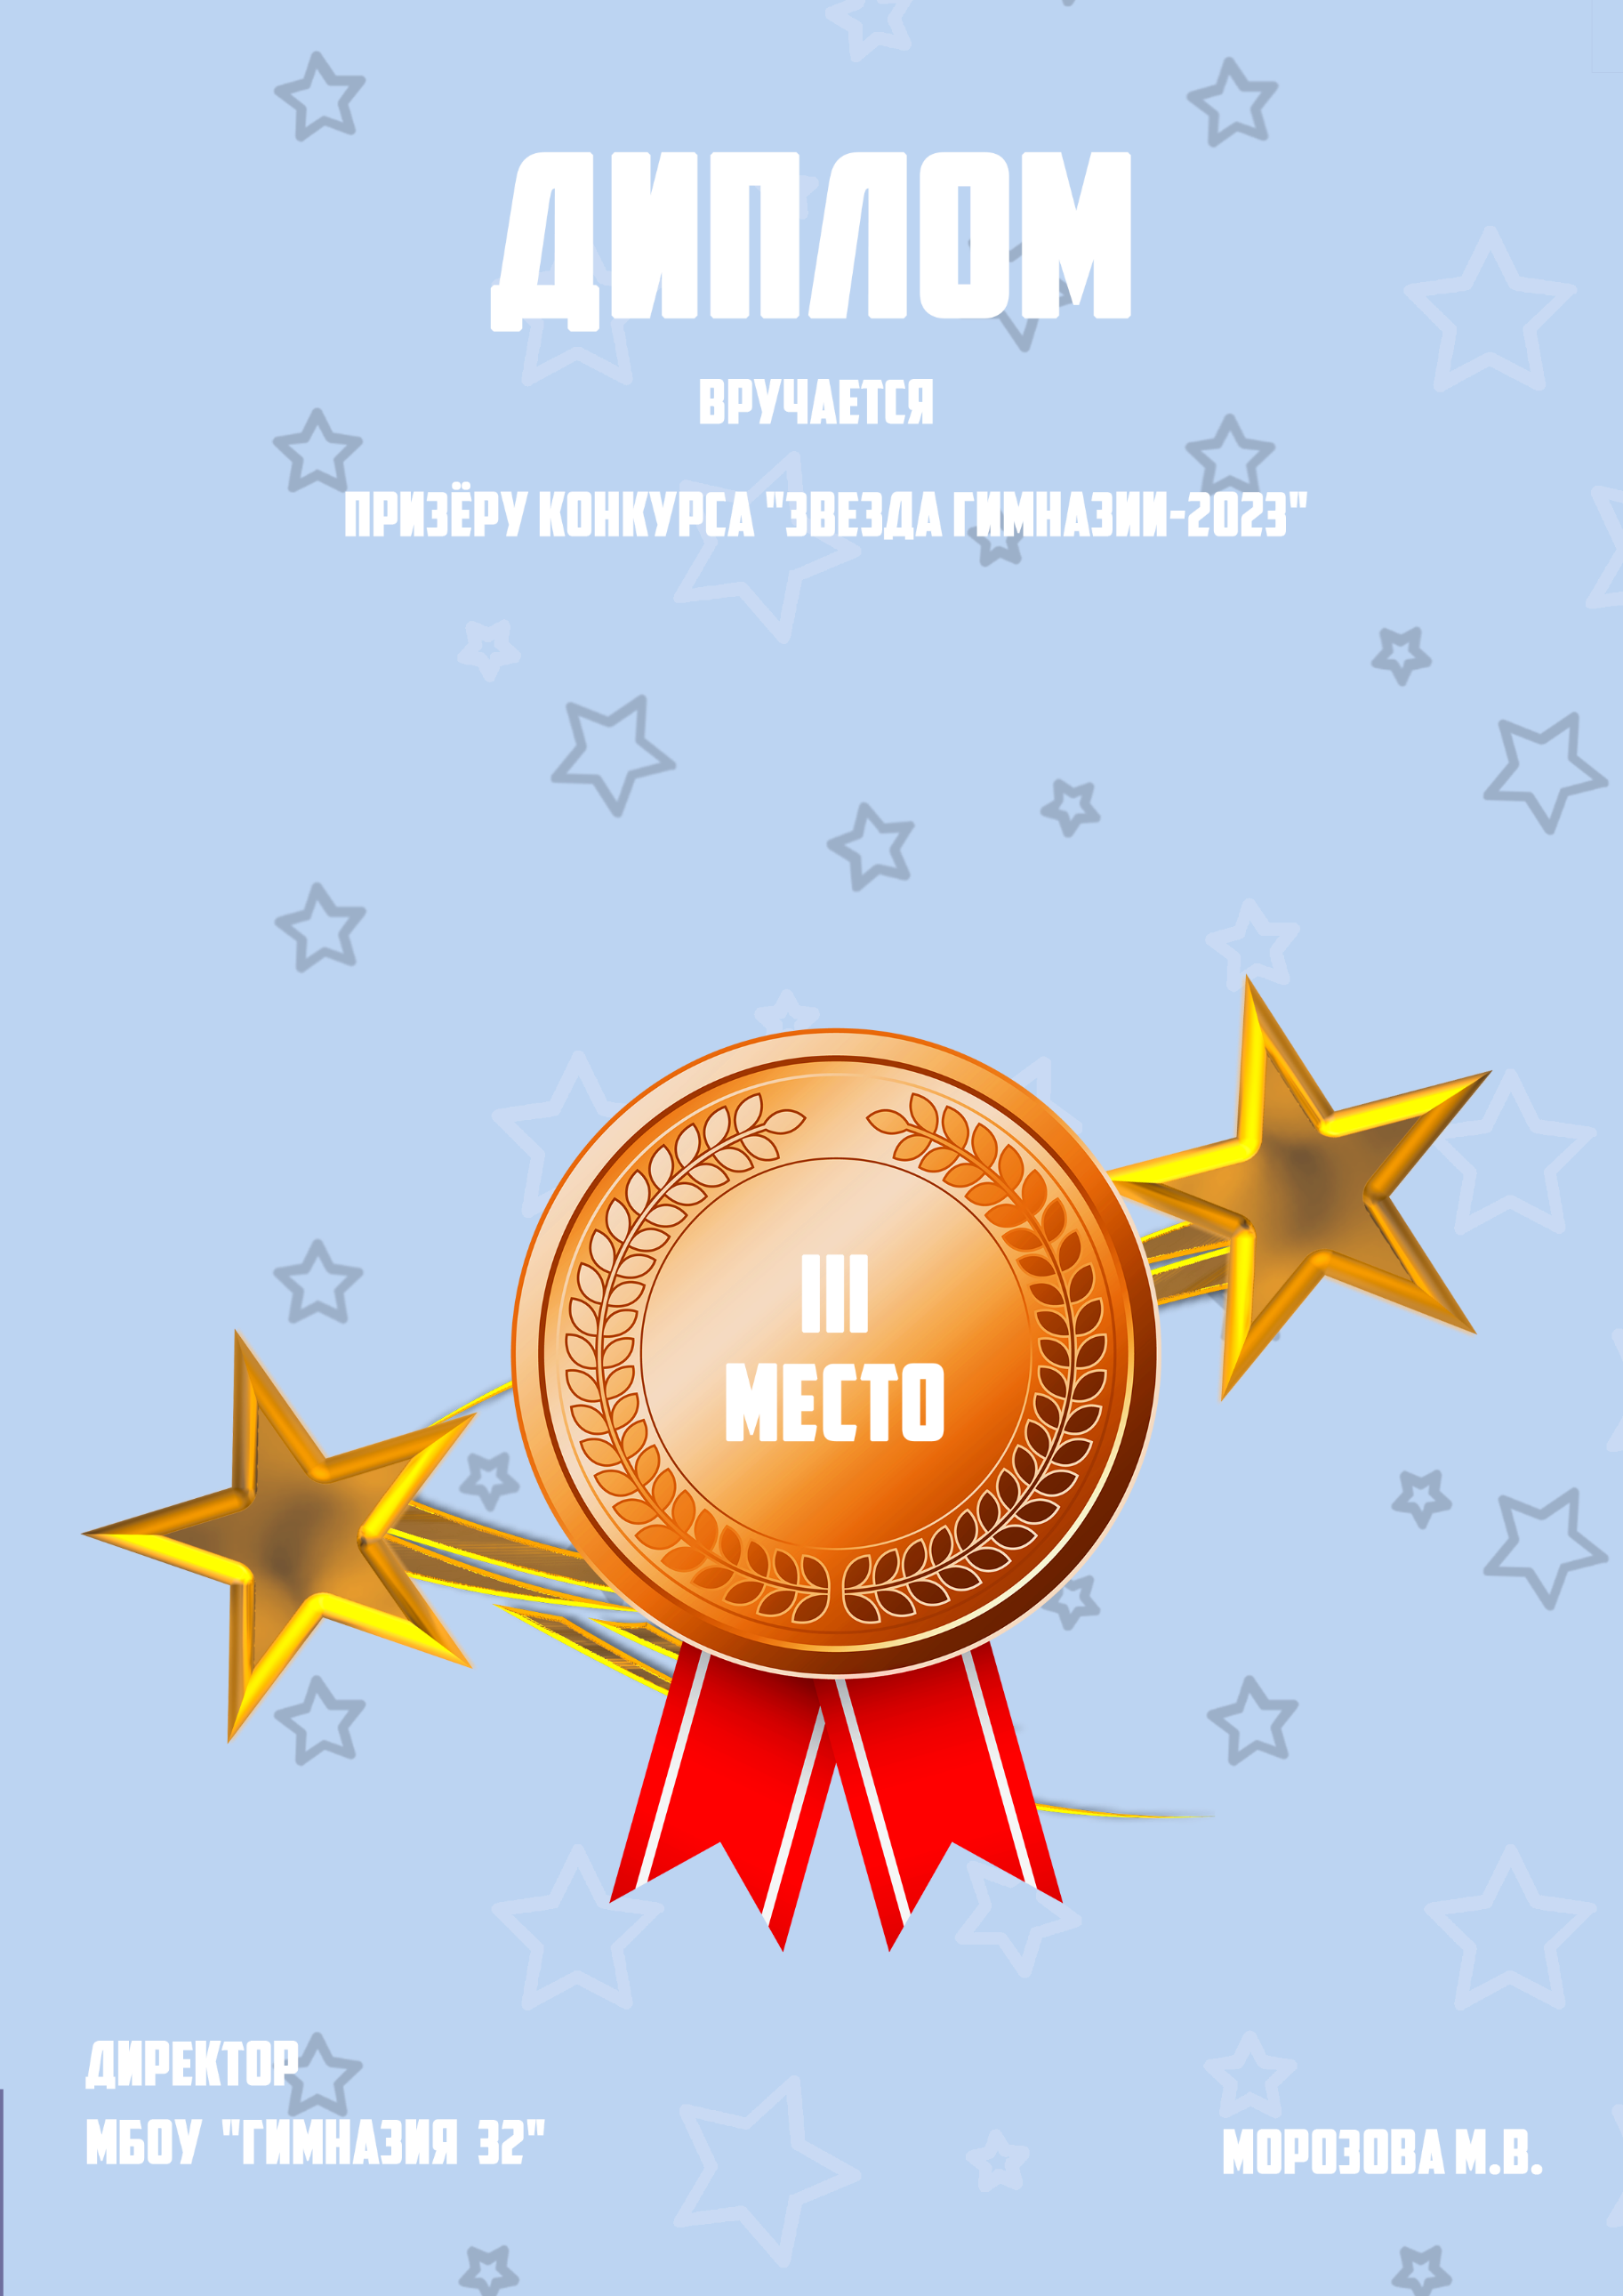 ДИПЛОМ
ВРУЧАЕТСЯ
ПРИЗЁРУ КОНКУРСА "ЗВЕЗДА ГИМНАЗИИ-2023"
III
МЕСТО
ДИРЕКТОР
МБОУ "ГИМНАЗИЯ 32"
МОРОЗОВА М.В.